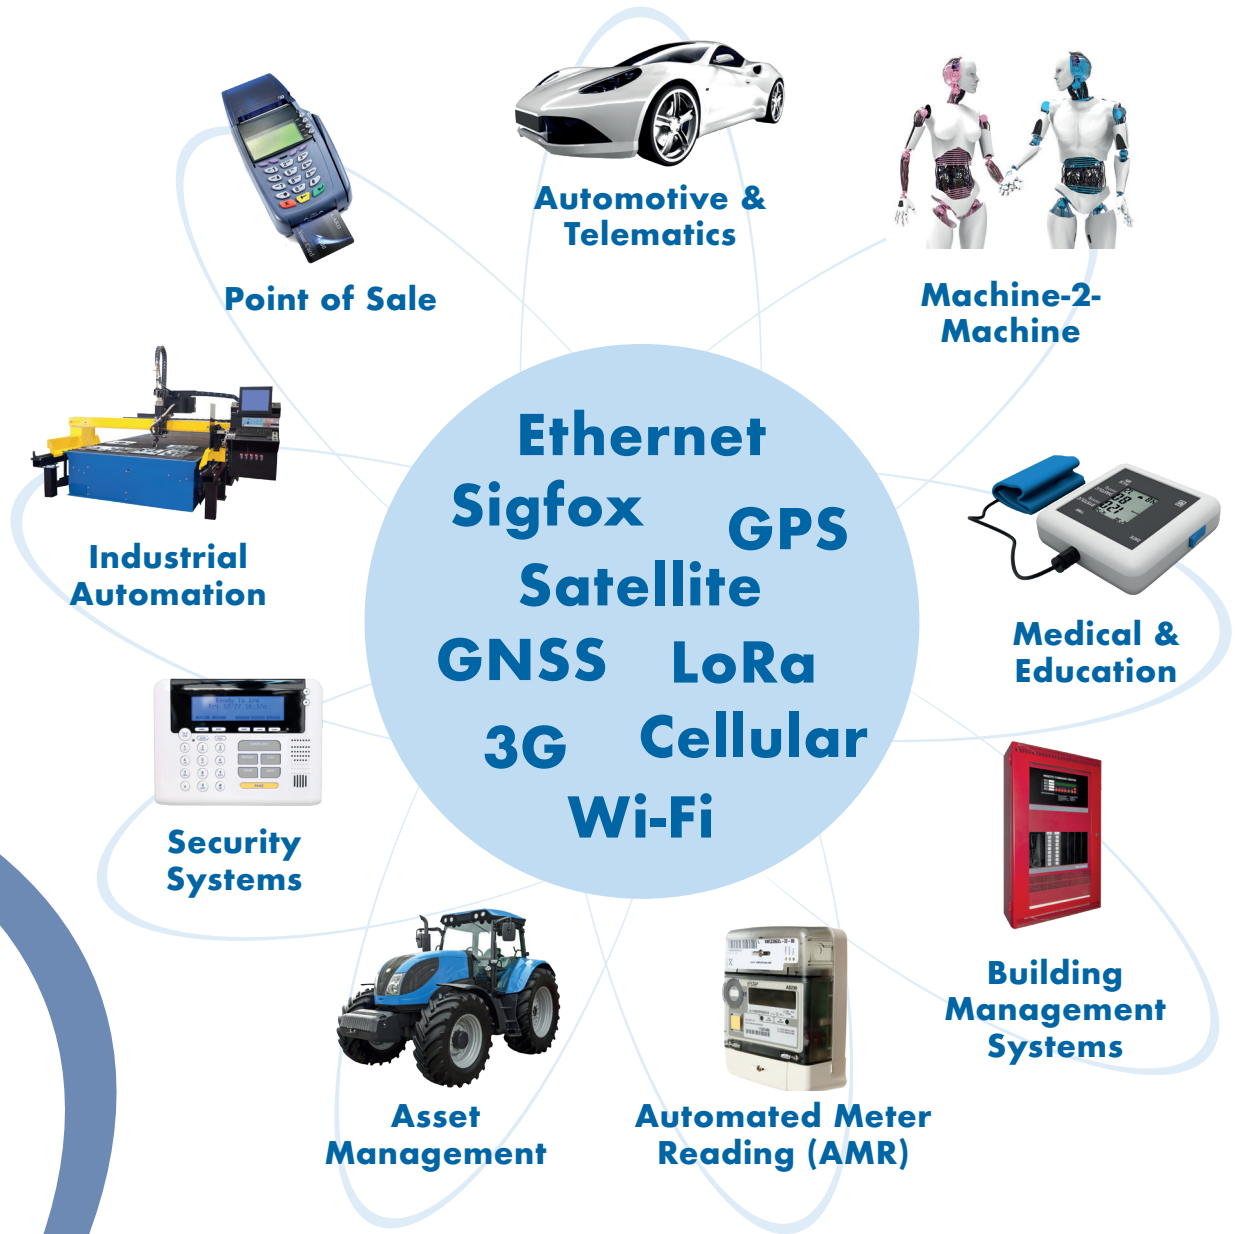 Automotive &
Telematics
Point of Sale
Machine-2-
Machine
Ethernet
Sigfox
GPS
Satellite
GNSS
LoRa
3G
Cellular
Wi-Fi
Industrial
Automation
Medical &
Education
Security
Systems
Building
Management
Systems
Asset
Management
Automated Meter
Reading (AMR)